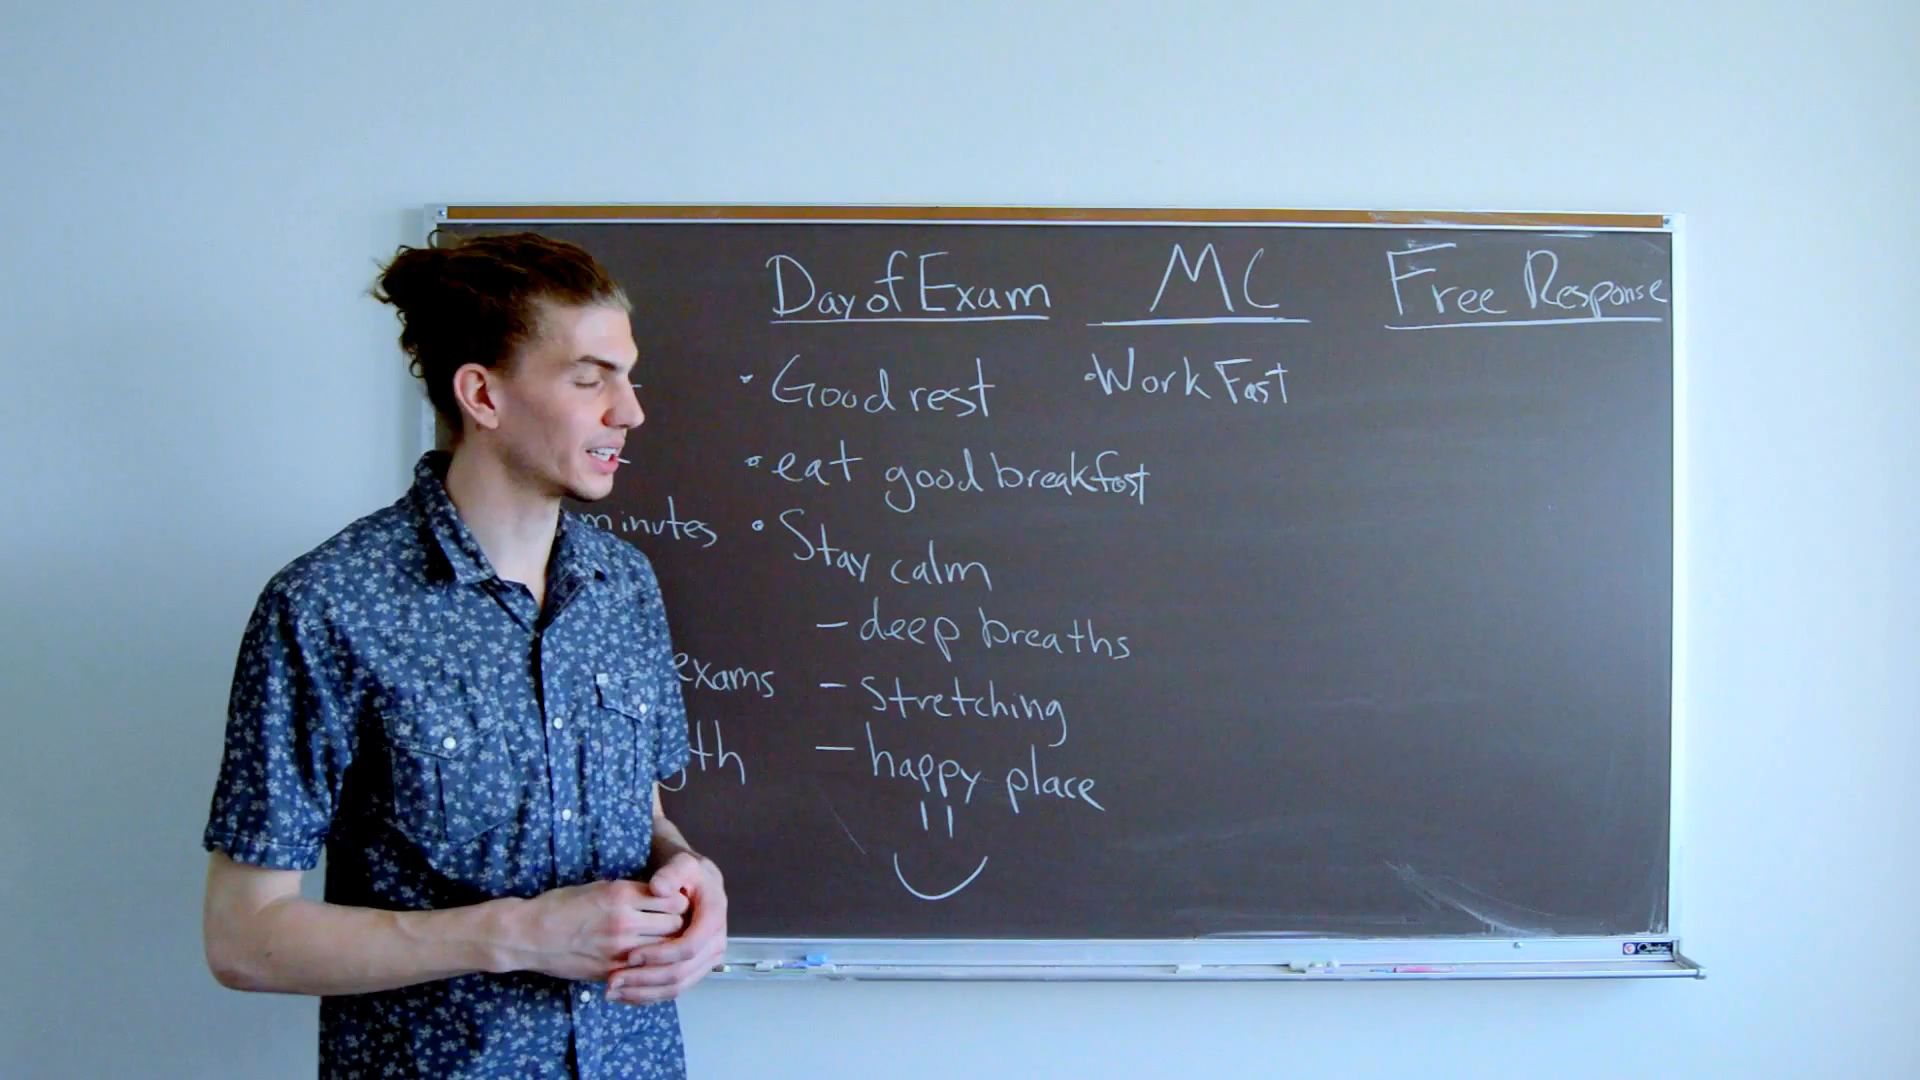 Day of Exam
• Good rest
• eat good breakfast
• Stay calm
– deep breaths
– Stretching
– happy place
MC
• Work Fast
Free Response
minutes
exams